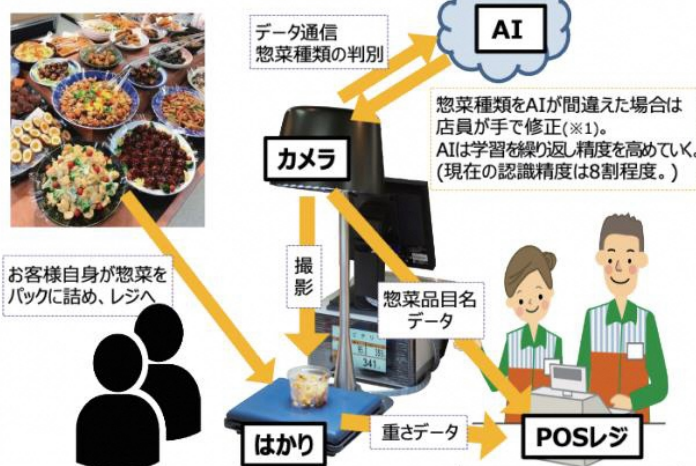 データ通信
惣菜種類の判別
AI
惣菜種類をAIが間違えた場合は
店員が手で修正(※1)。
AIは学習を繰り返し精度を高めていく。
(現在の認識精度は8割程度。)
カメラ
お客様自身が惣菜を
パックに詰め、レジへ
撮影
惣菜品目名
データ
341
はかり
重さデータ
POSレジ